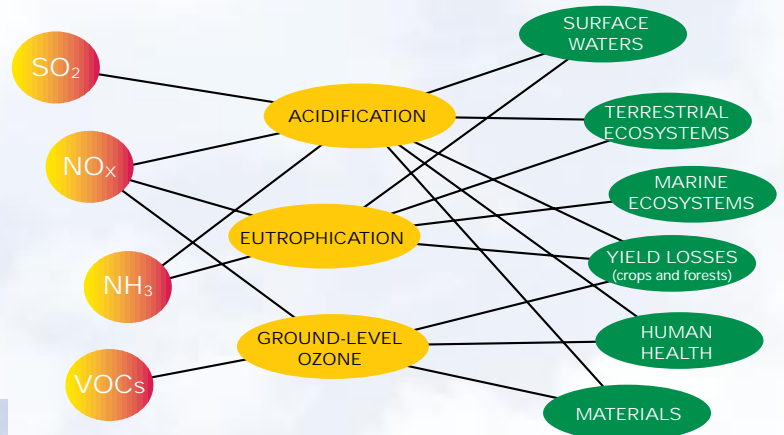 SO₂
NOₓ
NH₃
VOCs
ACIDIFICATION
EUTROPHICATION
GROUND-LEVEL
OZONE
SURFACE
WATERS
TERRESTRIAL
ECOSYSTEMS
MARINE
ECOSYSTEMS
YIELD LOSSES
(crops and forests)
HUMAN
HEALTH
MATERIALS